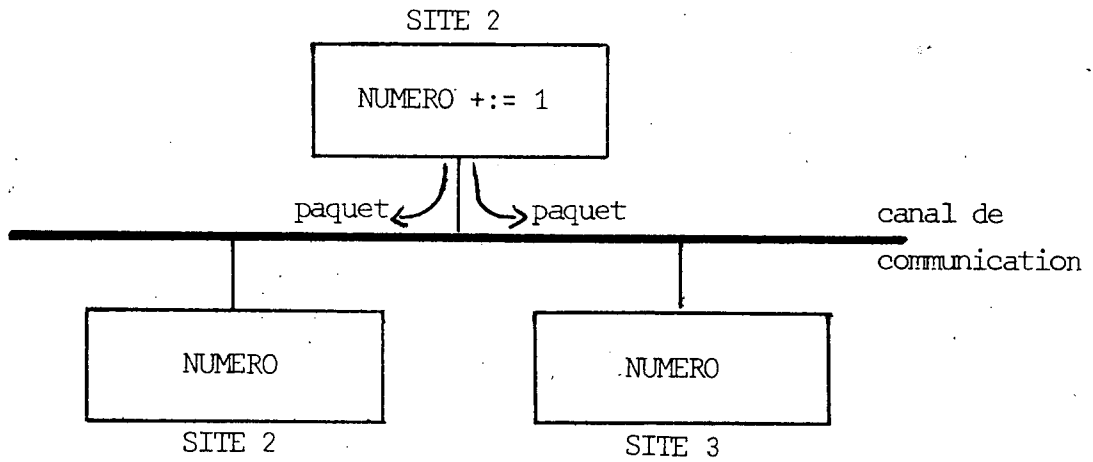 SITE 2
NUMERO +:= 1
paquet
paquet
canal de
communication
NUMERO
NUMERO
SITE 2
SITE 3